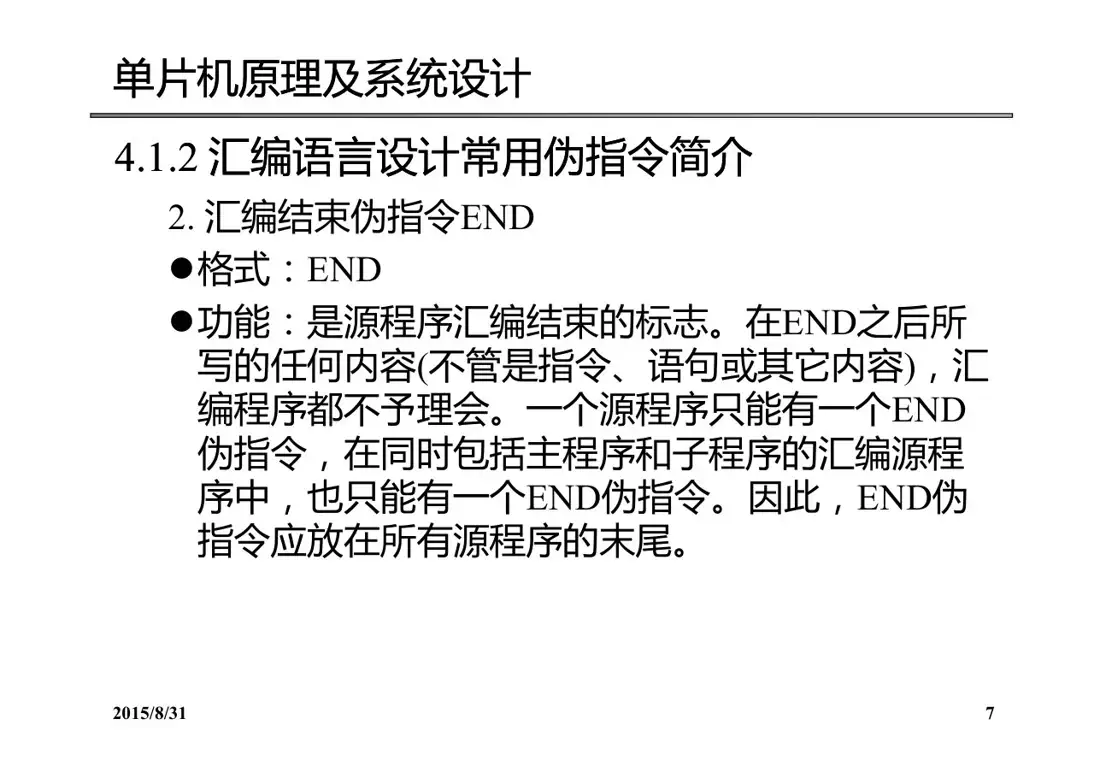 单片机原理及系统设计
4.1.2 汇编语言设计常用伪指令简介
2. 汇编结束伪指令END
●格式：END
●功能：是源程序汇编结束的标志。在END之后所
写的任何内容(不管是指令、语句或其它内容)，汇
编程序都不予理会。一个源程序只能有一个END
伪指令，在同时包括主程序和子程序的汇编源程
序中，也只能有一个END伪指令。因此，END伪
指令应放在所有源程序的末尾。
2015/8/31
7